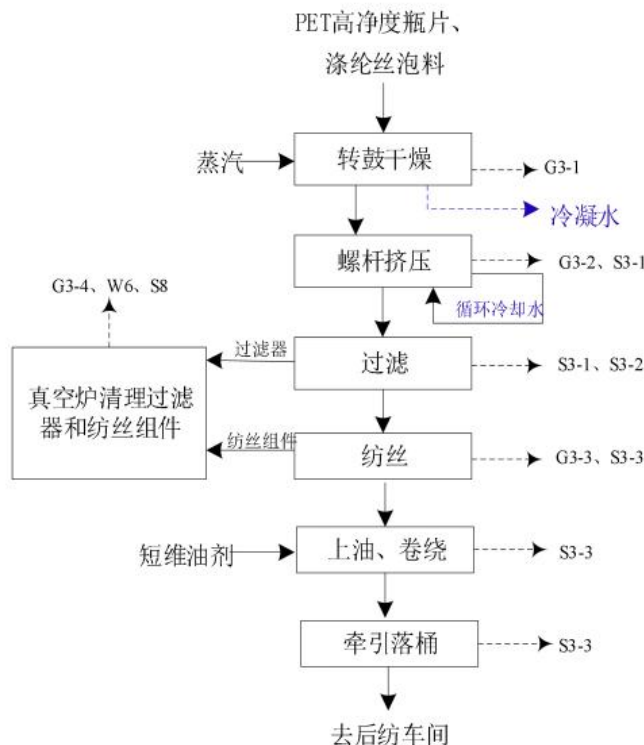 PET高净度瓶片、
涤纶丝泡料
蒸汽
转鼓干燥
G3-1
冷凝水
螺杆挤压
G3-2、S3-1
循环冷却水
G3-4、W6、S8
过滤器
过滤
S3-1、S3-2
真空炉清理过滤
器和纺丝组件
纺丝组件
纺丝
G3-3、S3-3
短维油剂
上油、卷绕
S3-3
牵引落桶
S3-3
去后纺车间